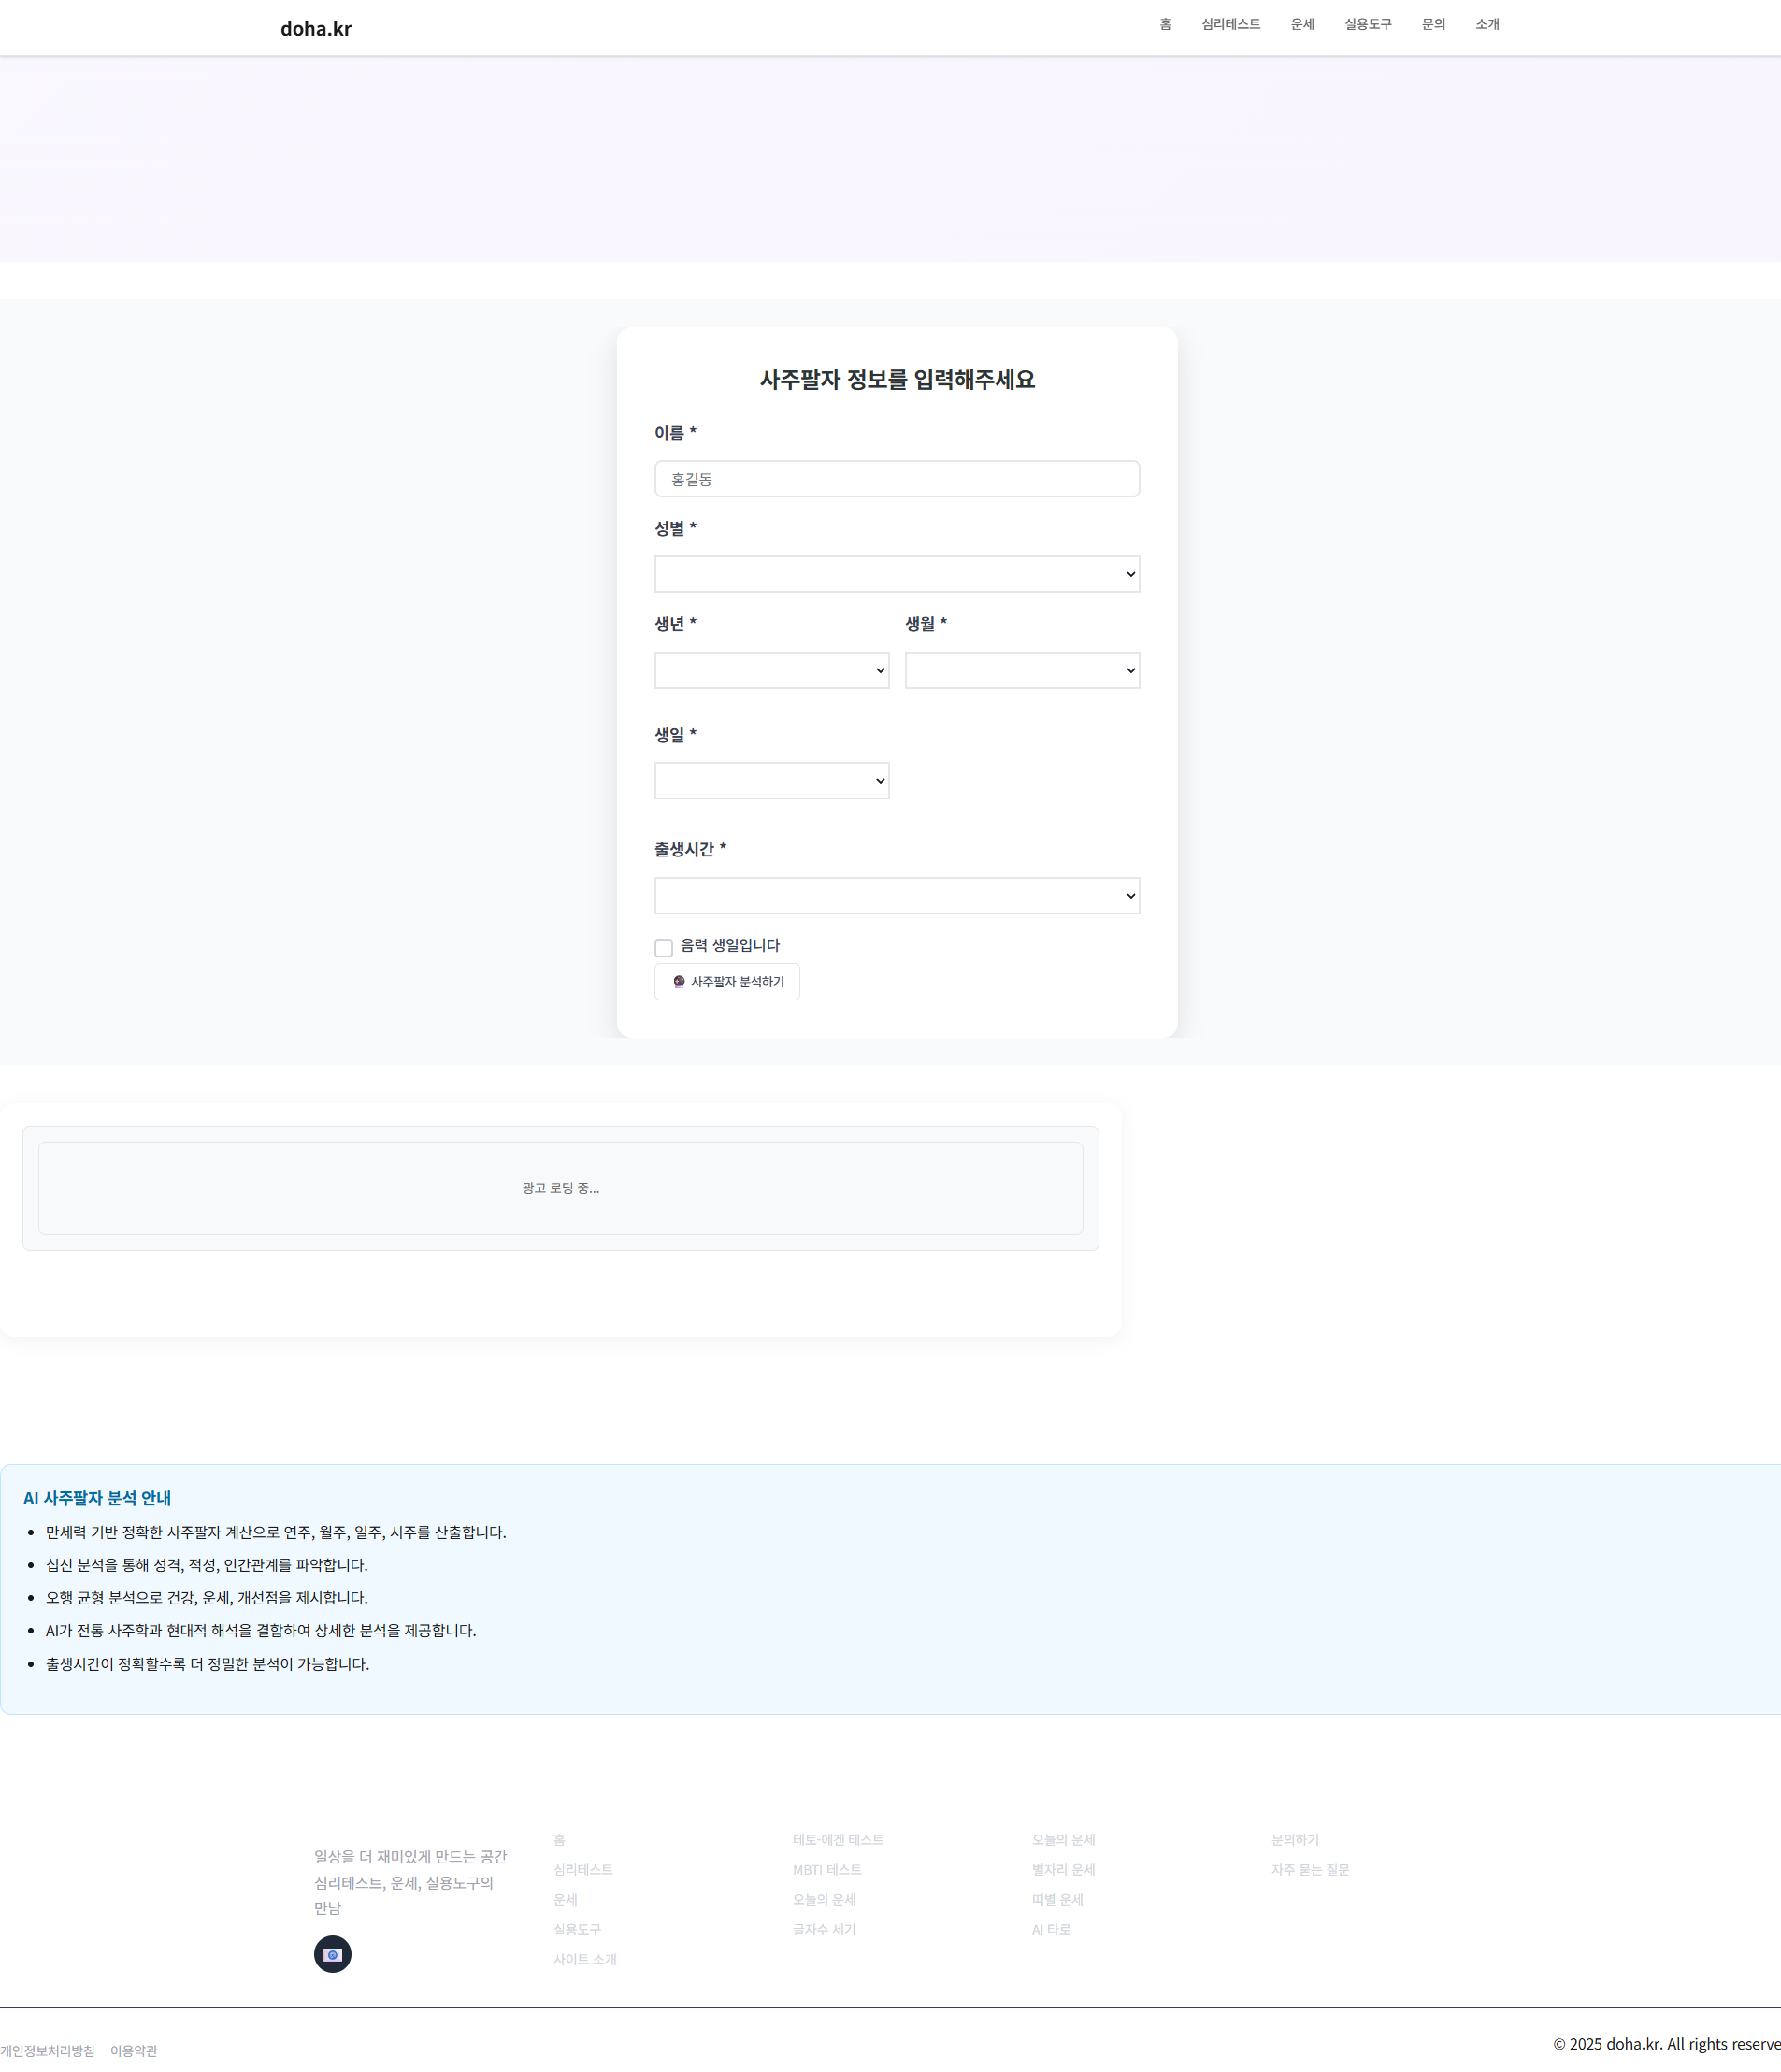 doha.kr
홈 심리테스트 운세 실용도구 문의 소개
사주팔자 정보를 입력해주세요
이름 *
홍길동
성별 *
생년 * 생월 *
생일 *
출생시간 *
음력 생일입니다
사주팔자 분석하기
광고 로딩 중...
AI 사주팔자 분석 안내
만세력 기반 정확한 사주팔자 계산으로 연주, 월주, 일주, 시주를 산출합니다.
십신 분석을 통해 성격, 적성, 인간관계를 파악합니다.
오행 균형 분석으로 건강, 운세, 개선점을 제시합니다.
AI가 전통 사주학과 현대적 해석을 결합하여 상세한 분석을 제공합니다.
출생시간이 정확할수록 더 정밀한 분석이 가능합니다.
일상을 더 재미있게 만드는 공간
심리테스트, 운세, 실용도구의
만남
홈
심리테스트
운세
실용도구
사이트 소개
테토-에겐 테스트
MBTI 테스트
오늘의 운세
글자수 세기
오늘의 운세
별자리 운세
띠별 운세
AI 타로
문의하기
자주 묻는 질문
개인정보처리방침 이용약관
© 2025 doha.kr. All rights reserve